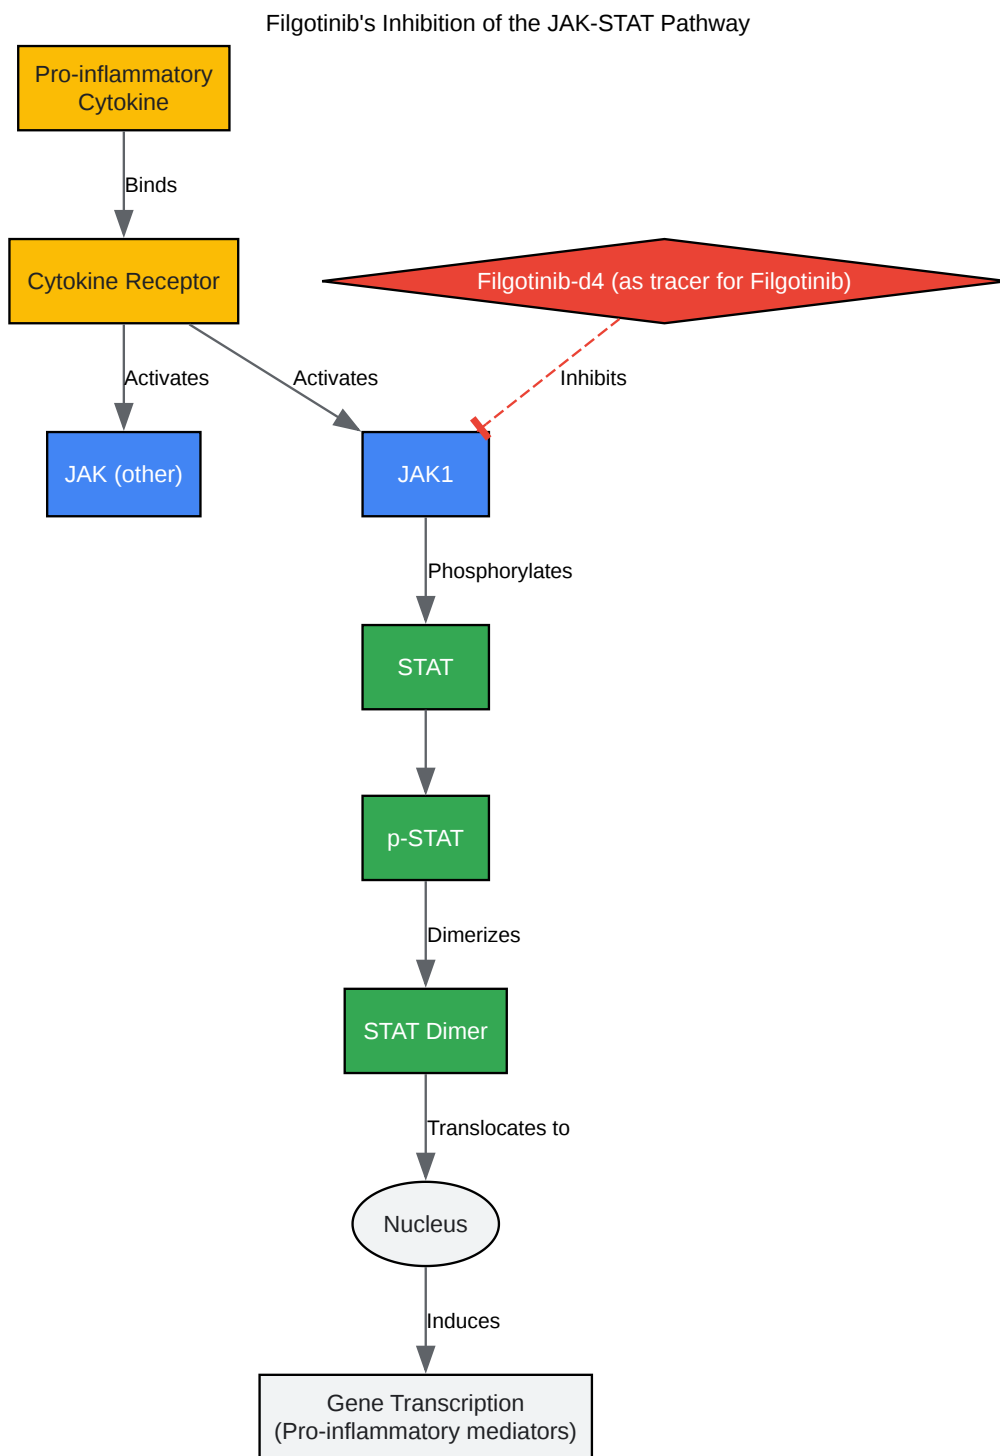 Filgotinib's Inhibition of the JAK-STAT Pathway
Pro-inflammatory
Cytokine
Binds
Cytokine Receptor
Filgotinib-d4 (as tracer for Filgotinib)
Activates
Activates
Inhibits
JAK (other)
JAK1
Phosphorylates
STAT
p-STAT
Dimerizes
STAT Dimer
Translocates to
Nucleus
Induces
Gene Transcription
(Pro-inflammatory mediators)